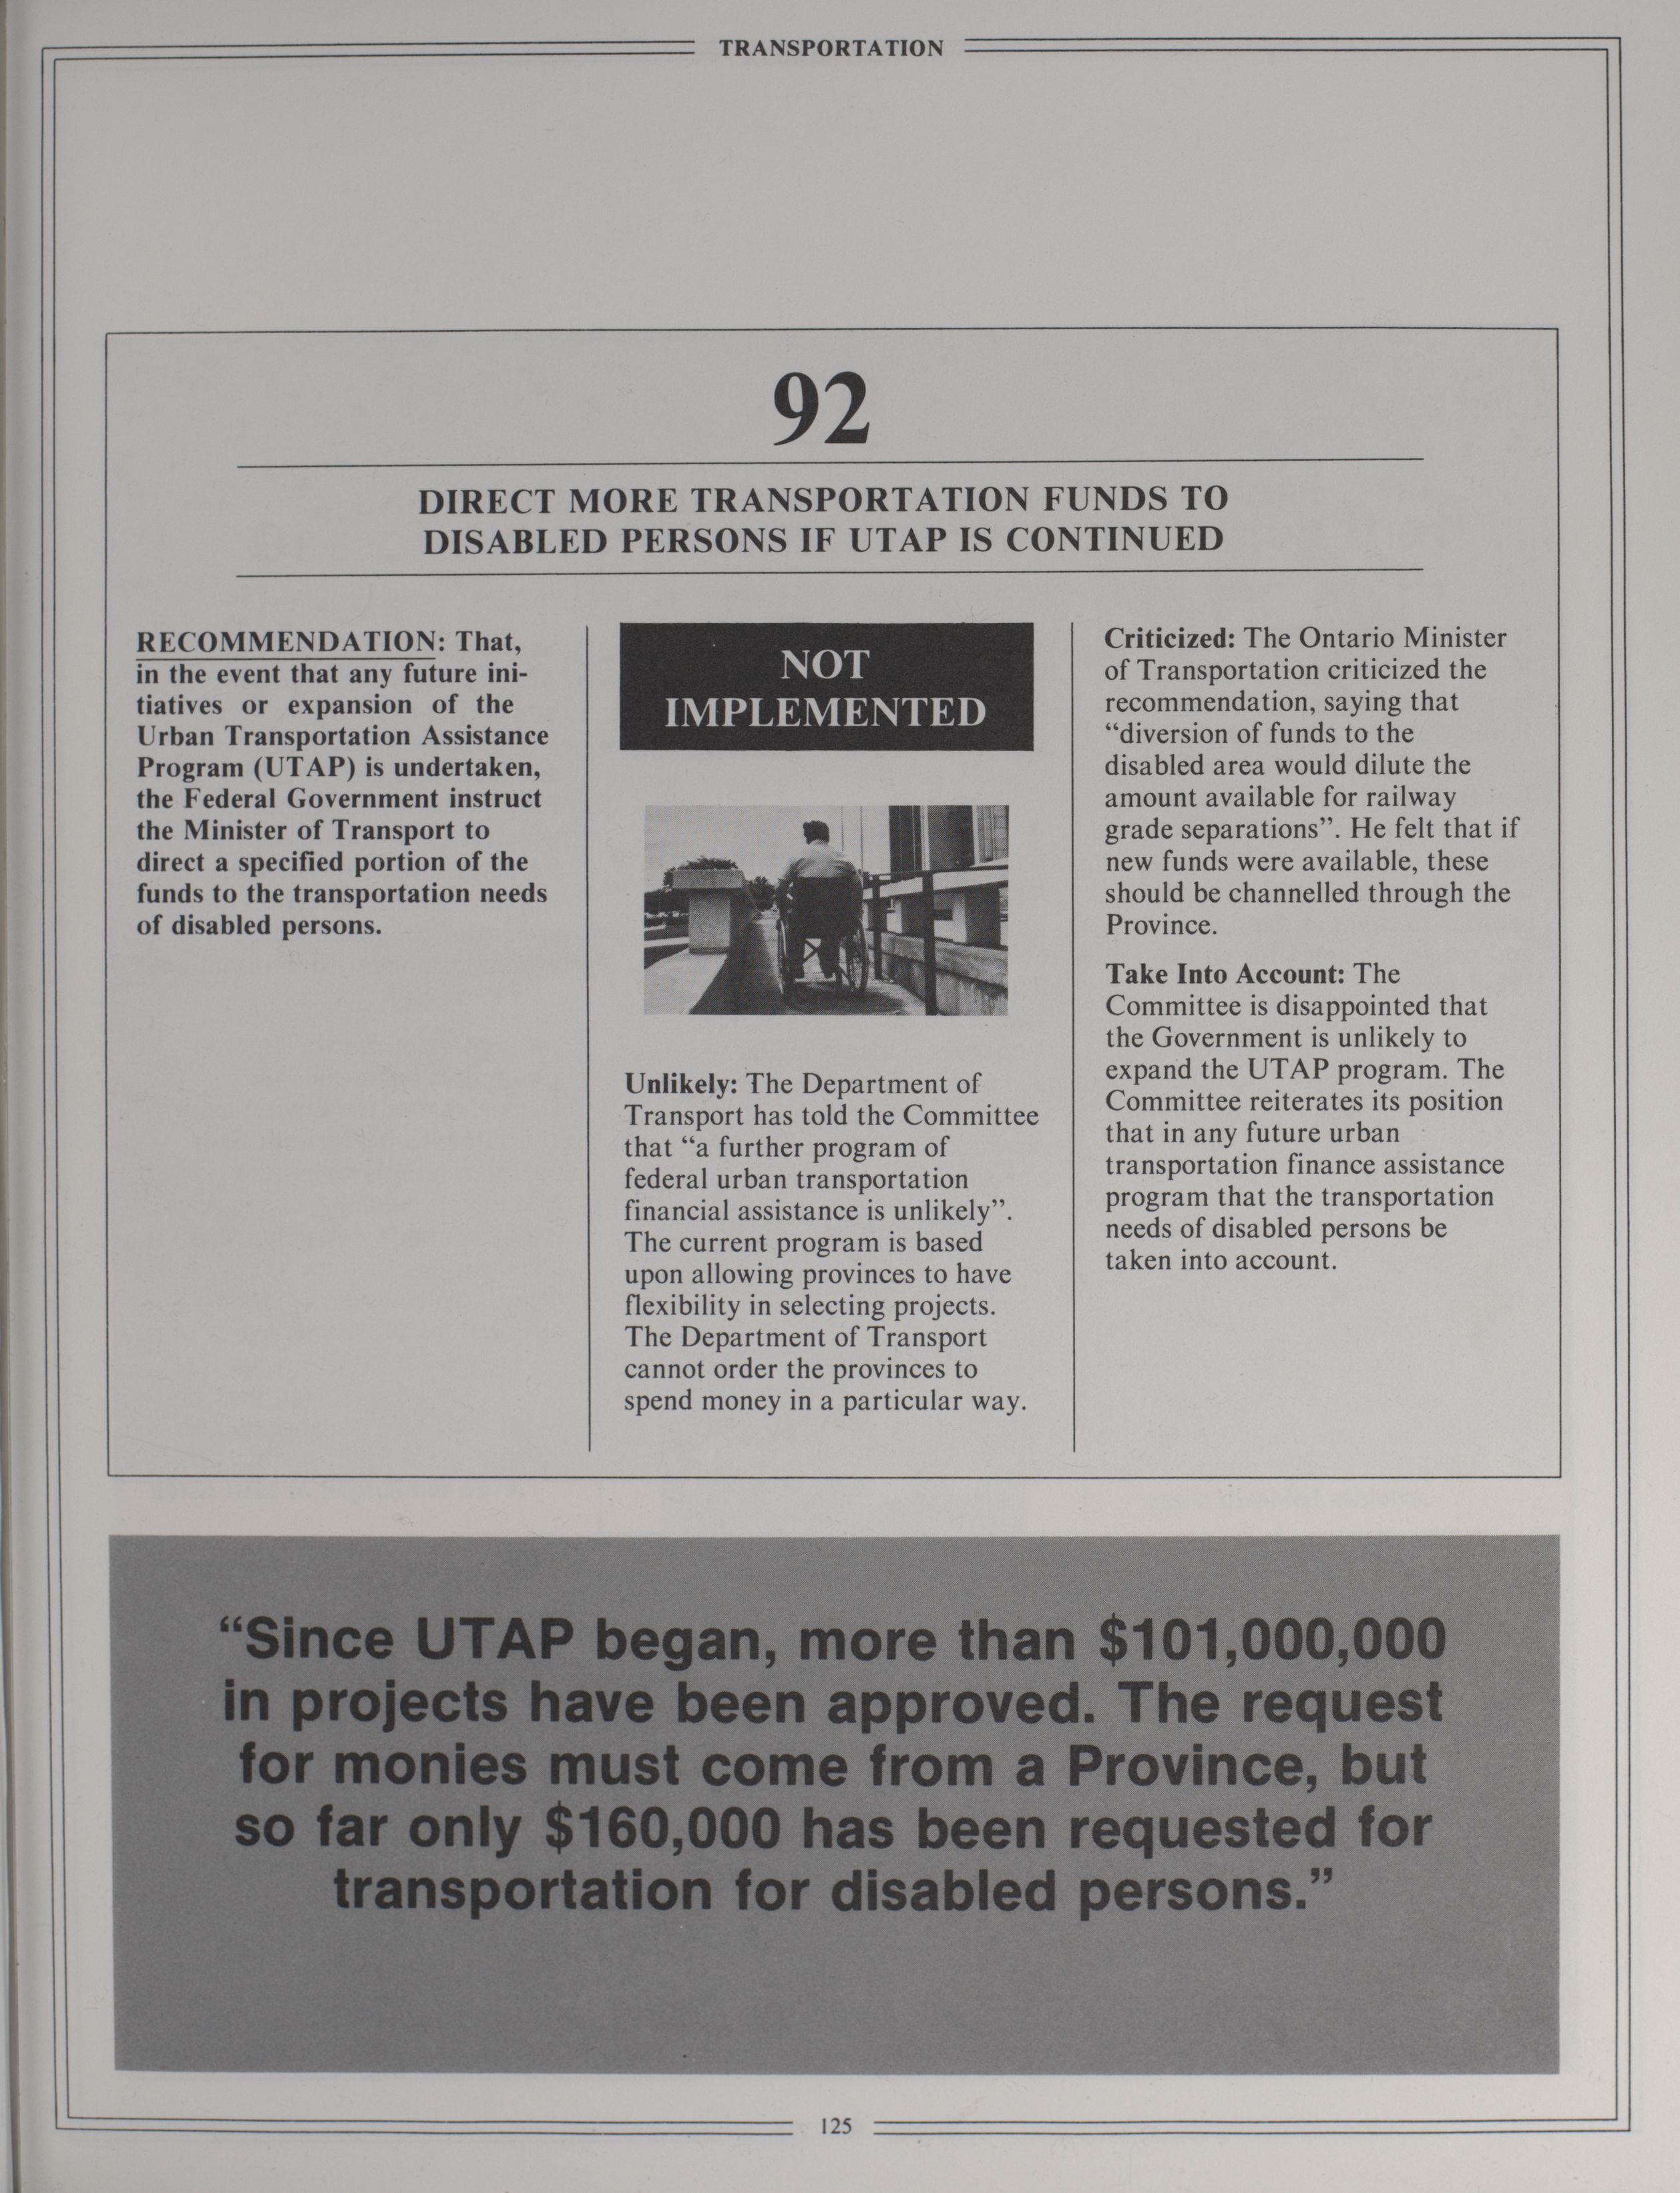 TRANSPORTATION
92
DIRECT MORE TRANSPORTATION FUNDS TO
DISABLED PERSONS IF UTAP IS CONTINUED
RECOMMENDATION: That,
in the event that any future ini-
tiatives or expansion of the
Urban Transportation Assistance
Program (UTAP) is undertaken,
the Federal Government instruct
the Minister of Transport to
direct a specified portion of the
funds to the transportation needs
of disabled persons.
NOT
IMPLEMENTED
Unlikely: The Department of
Transport has told the Committee
that “a further program of
federal urban transportation
financial assistance is unlikely”.
The current program is based
upon allowing provinces to have
flexibility in selecting projects.
The Department of Transport
cannot order the provinces to
spend money in a particular way.
Criticized: The Ontario Minister
of Transportation criticized the
recommendation, saying that
“diversion of funds to the
disabled area would dilute the
amount available for railway
grade separations”. He felt that if
new funds were available, these
should be channelled through the
Province.
Take Into Account: The
Committee is disappointed that
the Government is unlikely to
expand the UTAP program. The
Committee reiterates its position
that in any future urban
transportation finance assistance
program that the transportation
needs of disabled persons be
taken into account.
“Since UTAP began, more than $101,000,000
in projects have been approved. The request
for monies must come from a Province, but
so far only $160,000 has been requested for
transportation for disabled persons.”
125